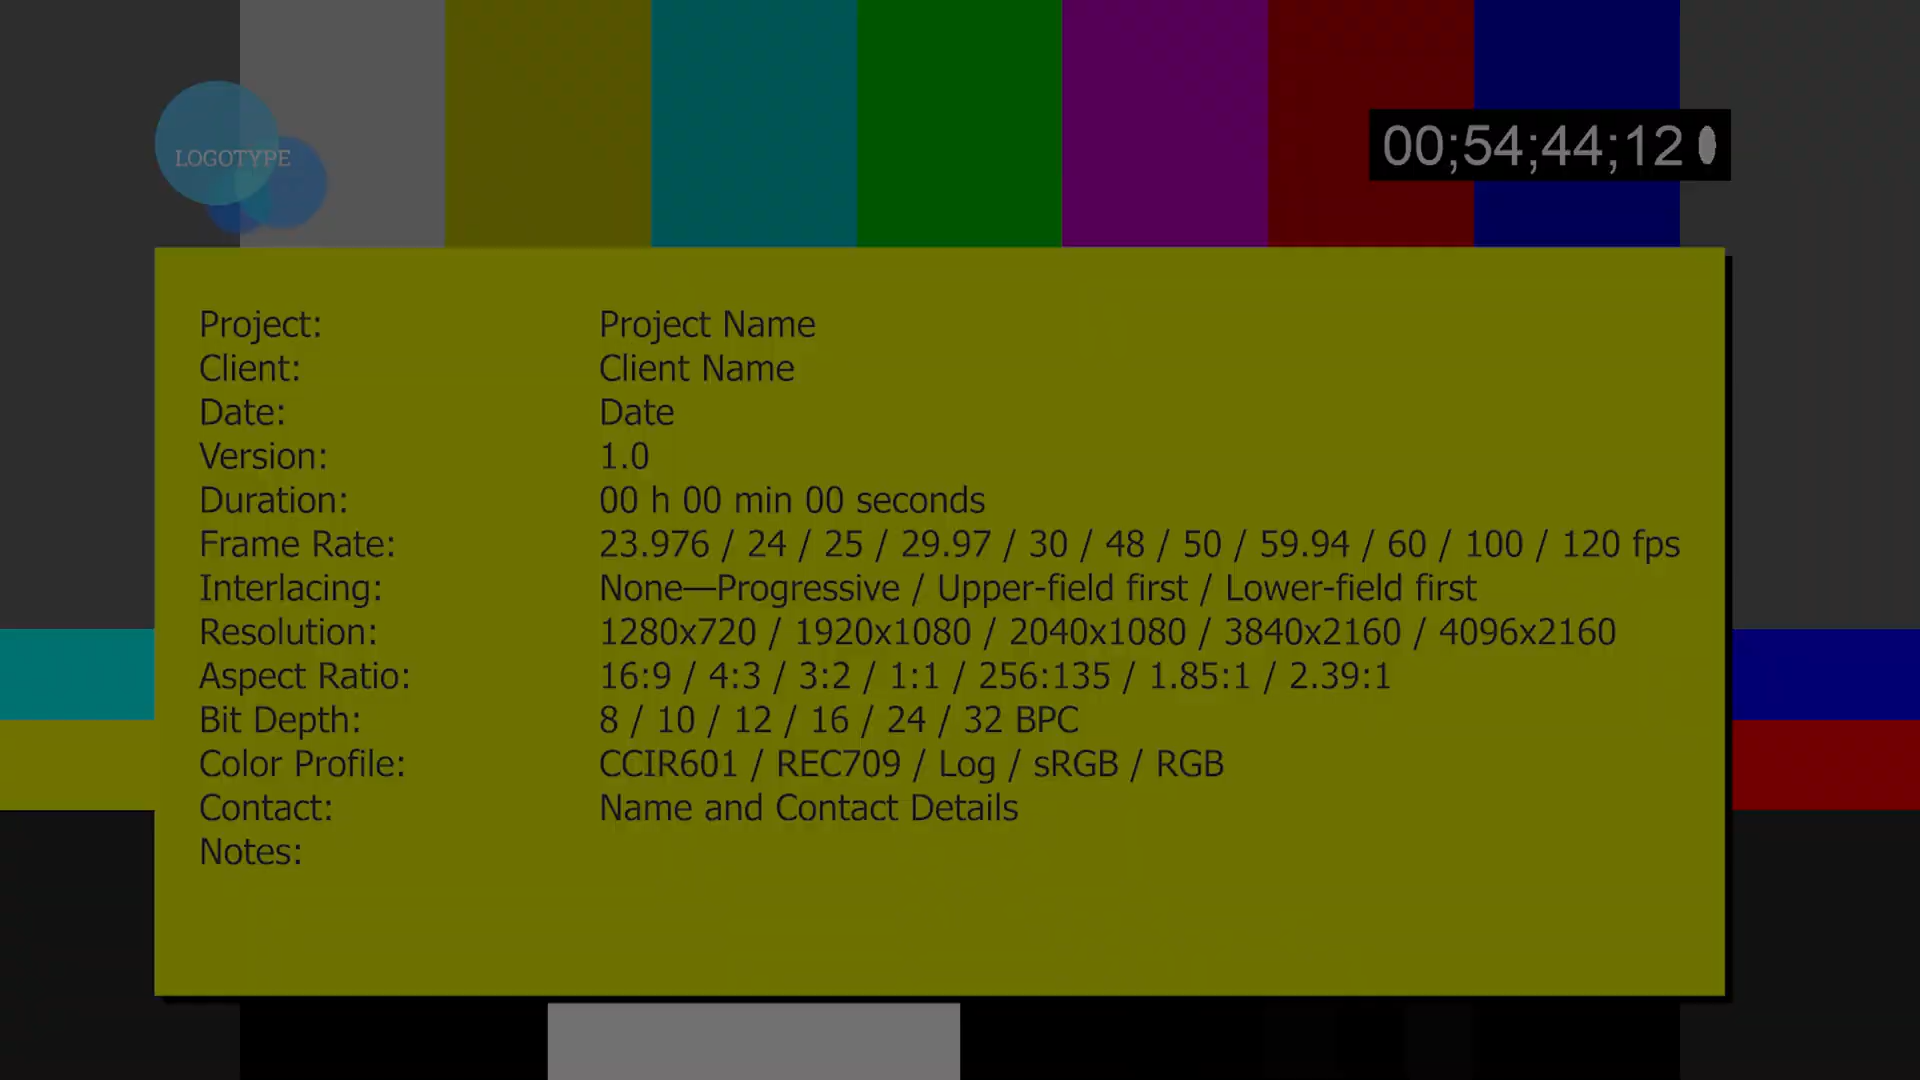 LOGOTYPE
00;54;44;12
Project: Project Name
Client: Client Name
Date: Date
Version: 1.0
Duration: 00 h 00 min 00 seconds
Frame Rate: 23.976 / 24 / 25 / 29.97 / 30 / 48 / 50 / 59.94 / 60 / 100 / 120 fps
Interlacing: None—Progressive / Upper-field first / Lower-field first
Resolution: 1280x720 / 1920x1080 / 2040x1080 / 3840x2160 / 4096x2160
Aspect Ratio: 16:9 / 4:3 / 3:2 / 1:1 / 256:135 / 1.85:1 / 2.39:1
Bit Depth: 8 / 10 / 12 / 16 / 24 / 32 BPC
Color Profile: CCIR601 / REC709 / Log / sRGB / RGB
Contact: Name and Contact Details
Notes: